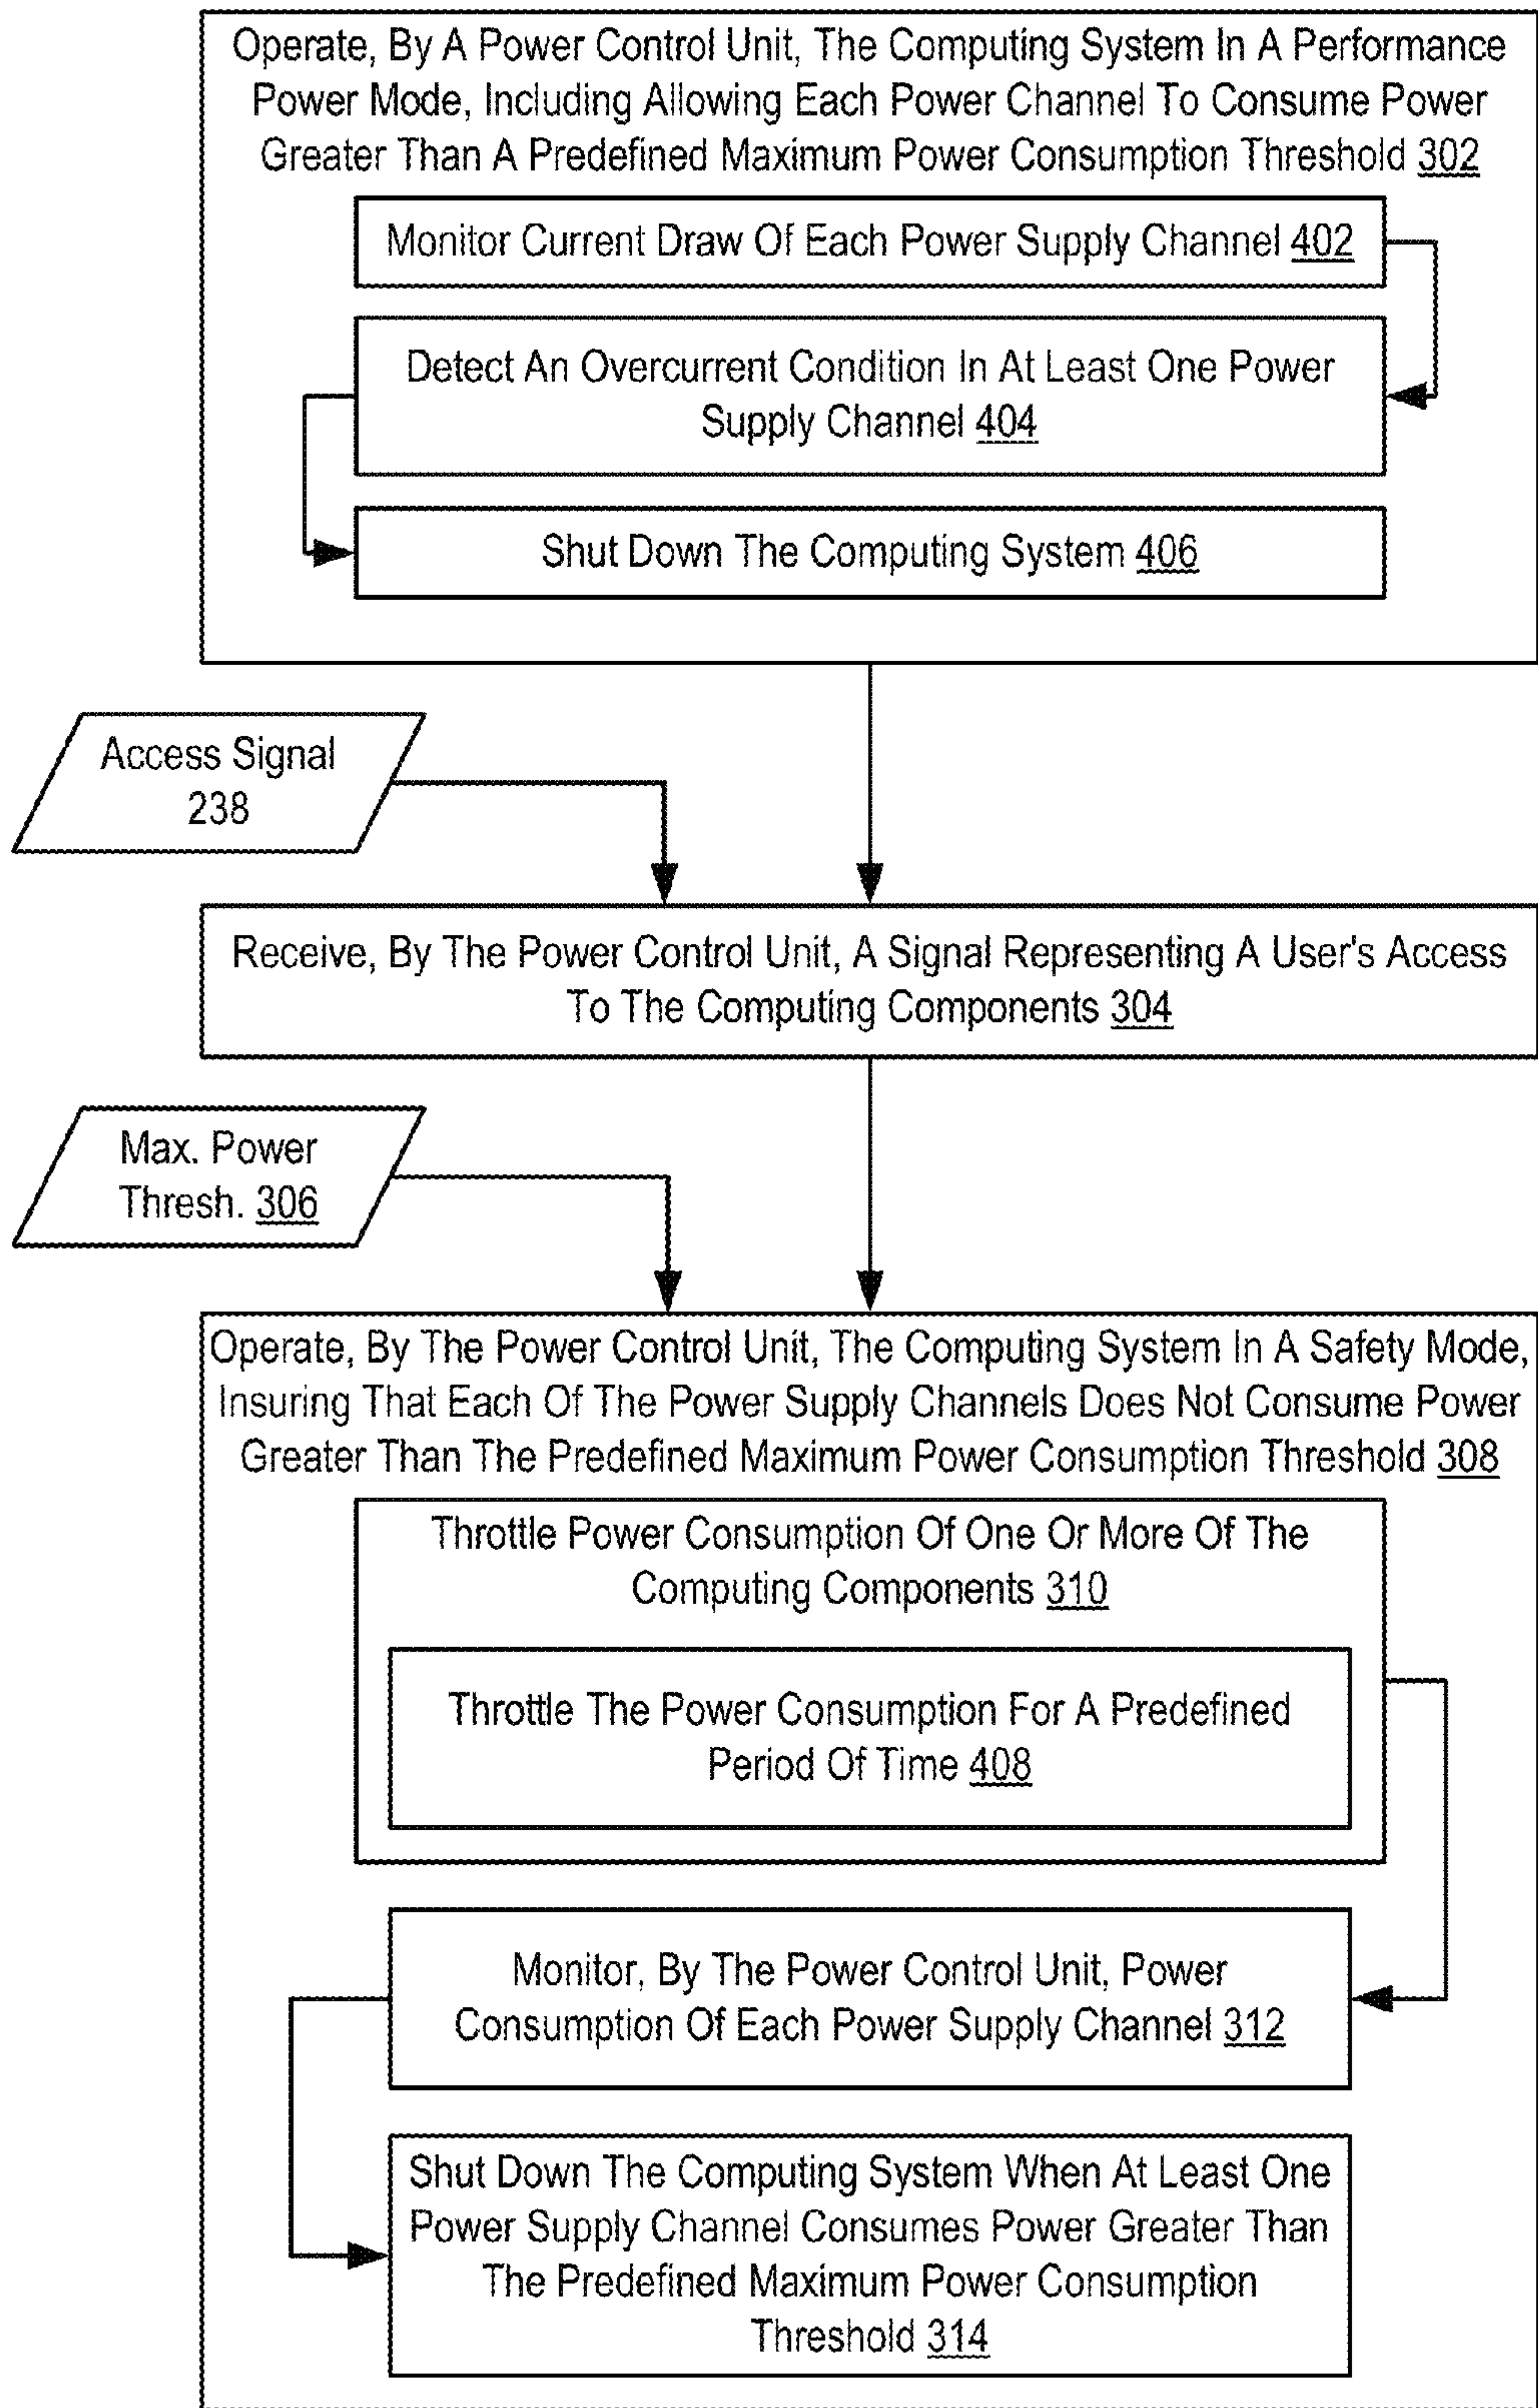 Operate, By A Power Control Unit, The Computing System In A Performance
Power Mode, Including Allowing Each Power Channel To Consume Power
Greater Than A Predefined Maximum Power Consumption Threshold 302
Monitor Current Draw Of Each Power Supply Channel 402
Detect An Overcurrent Condition In At Least One Power
Supply Channel 404
Shut Down The Computing System 406
Access Signal
238
Receive, By The Power Control Unit, A Signal Representing A User's Access
To The Computing Components 304
Max. Power
Thresh. 306
Operate, By The Power Control Unit, The Computing System In A Safety Mode,
Insuring That Each Of The Power Supply Channels Does Not Consume Power
Greater Than The Predefined Maximum Power Consumption Threshold 308
Throttle Power Consumption Of One Or More Of The
Computing Components 310
Throttle The Power Consumption For A Predefined
Period Of Time 408
Monitor, By The Power Control Unit, Power
Consumption Of Each Power Supply Channel 312
Shut Down The Computing System When At Least One
Power Supply Channel Consumes Power Greater Than
The Predefined Maximum Power Consumption
Threshold 314